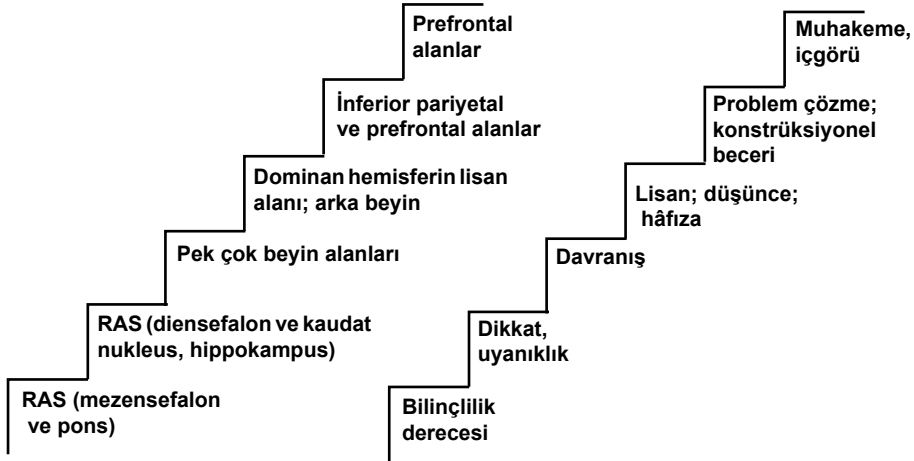 Prefrontal
alanlar
İnferior pariyetal
ve prefrontal alanlar
Dominan hemisferin lisan
alanı; arka beyin
Pek çok beyin alanları
RAS (diensefalon ve kaudat
nukleus, hippokampus)
RAS (mezensefalon
ve pons)
Muhakeme,
içgörü
Problem çözme;
konstrüksiyonel
beceri
Lisan; düşünce;
hâfıza
Davranış
Dikkat,
uyanıklık
Bilinçlilik
derecesi